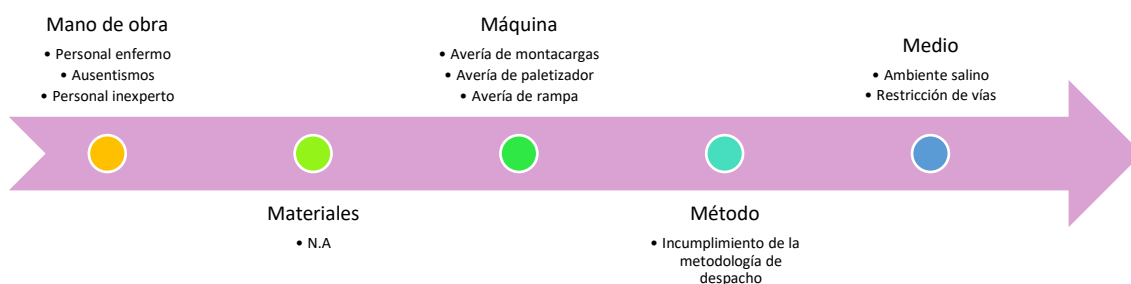 Mano de obra
• Personal enfermo
• Ausentismos
• Personal inexperto
Materiales
• N.A
Máquina
• Avería de montacargas
• Avería de paletizador
• Avería de rampa
Método
• Incumplimiento de la
metodología de
despacho
Medio
• Ambiente salino
• Restricción de vías